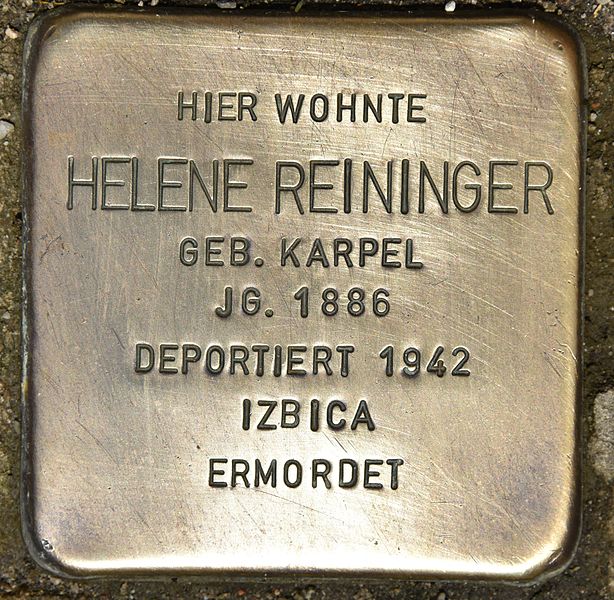 HIER WOHNTE
HELENE REININGER
GEB. KARPEL
JG. 1886
DEPORTIERT 1942
IZBICA
ERMORDET